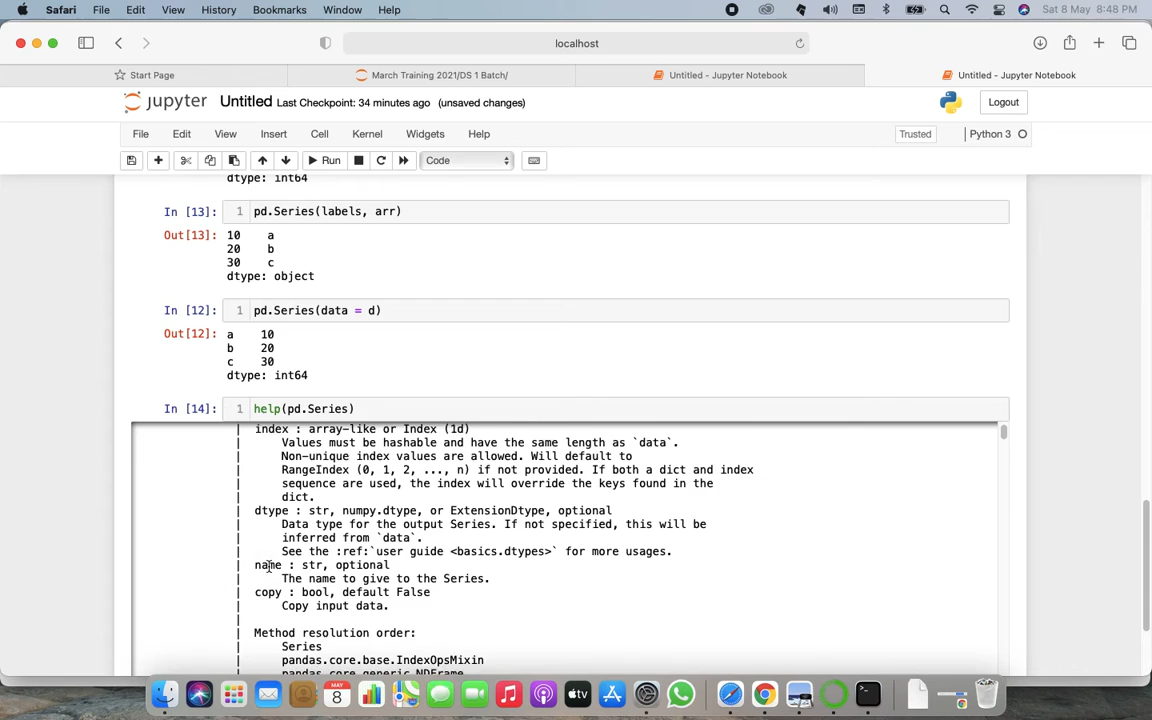 Safari File Edit View History Bookmarks Window Help Sat 8 May 8:48 PM
localhost
Start Page March Training 2021/DS 1 Batch/ Untitled - Jupyter Notebook Untitled - Jupyter Notebook
jupyter Untitled Last Checkpoint: 34 minutes ago (unsaved changes) Logout
File Edit View Insert Cell Kernel Widgets Help Trusted Python 3
Run Code
dtype: int64
In [13]: 1 pd.Series(labels, arr)
Out[13]: 10 a
20 b
30 c
dtype: object
In [12]: 1 pd.Series(data = d)
Out[12]: a 10
b 20
c 30
dtype: int64
In [14]: 1 help(pd.Series)
| index : array-like or Index (1d)
| Values must be hashable and have the same length as `data`.
| Non-unique index values are allowed. Will default to
| RangeIndex (0, 1, 2, ..., n) if not provided. If both a dict and index
| sequence are used, the index will override the keys found in the
| dict.
| dtype : str, numpy.dtype, or ExtensionDtype, optional
| Data type for the output Series. If not specified, this will be
| inferred from `data`.
| See the :ref:`user guide <basics.dtypes>` for more usages.
| name : str, optional
| The name to give to the Series.
| copy : bool, default False
| Copy input data.
|
| Method resolution order:
| Series
| pandas.core.base.IndexOpsMixin
| pandas.core.generic.NDFrame
MAY
8
tv